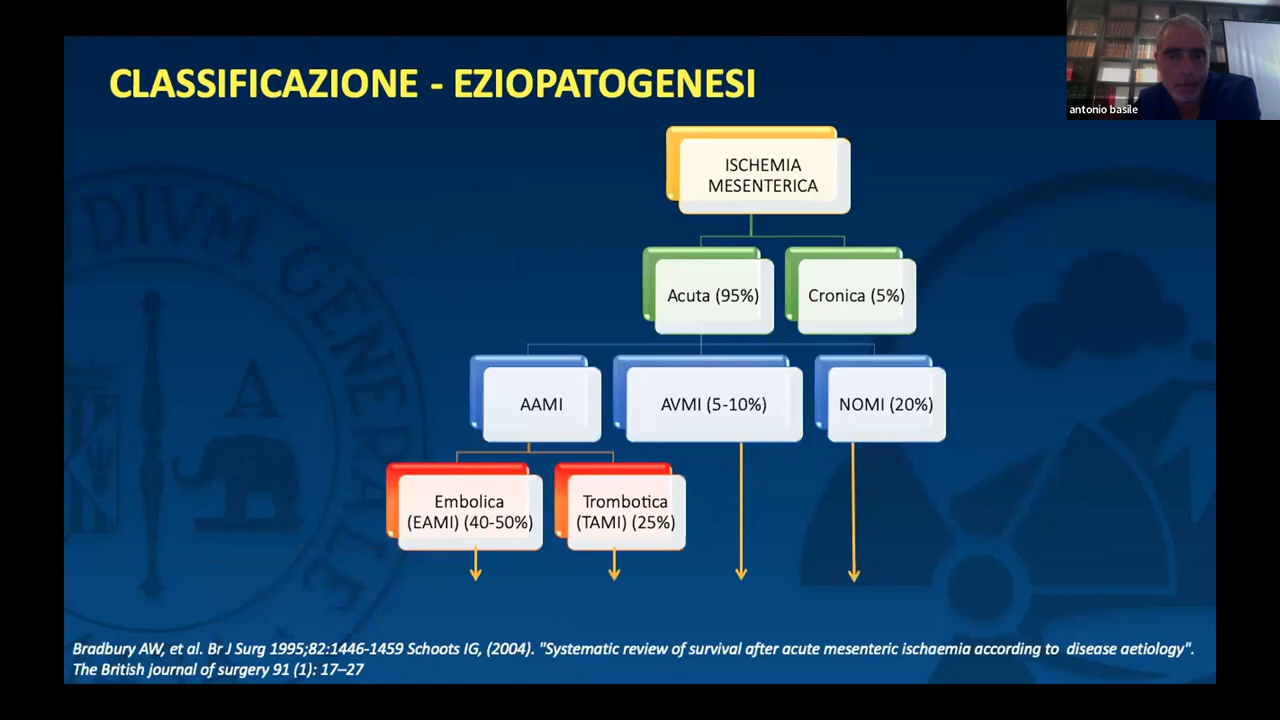 CLASSIFICAZIONE - EZIOPATOGENESI
antonio basile
ISCHEMIA
MESENTERICA
Acuta (95%)
Cronica (5%)
AAMI
AVMI (5-10%)
NOMI (20%)
Embolica
(EAMI) (40-50%)
Trombotica
(TAMI) (25%)
DIVM GENERALE
A
Bradbury AW, et al. Br J Surg 1995;82:1446-1459 Schoots IG, (2004). "Systematic review of survival after acute mesenteric ischaemia according to disease aetiology".
The British journal of surgery 91 (1): 17–27